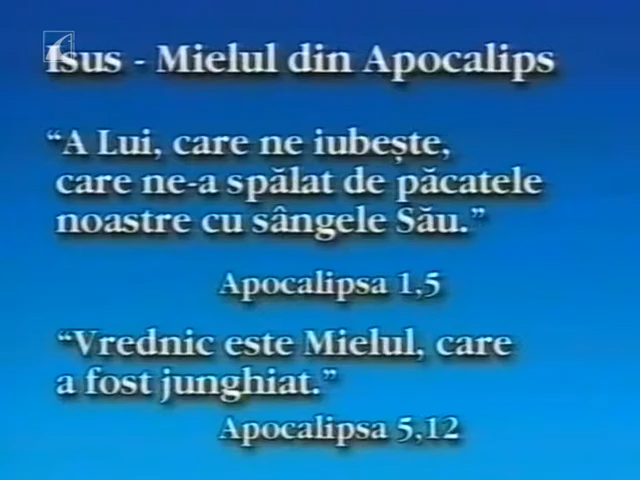 Isus - Mielul din Apocalips
“A Lui, care ne iubește,
care ne-a spălat de păcatele
noastre cu sângele Său.”
Apocalipsa 1,5
“Vrednic este Mielul, care
a fost junghiat.”
Apocalipsa 5,12